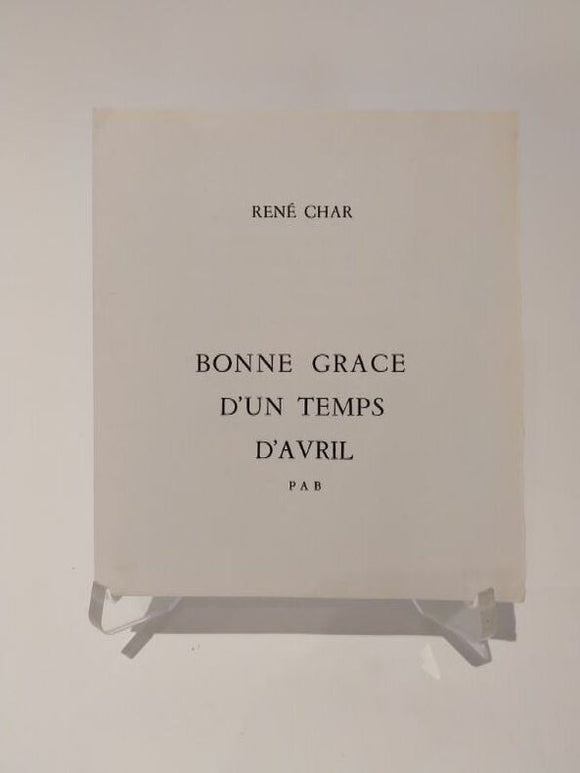 RENÉ CHAR
BONNE GRACE
D'UN TEMPS
D'AVRIL
PAB